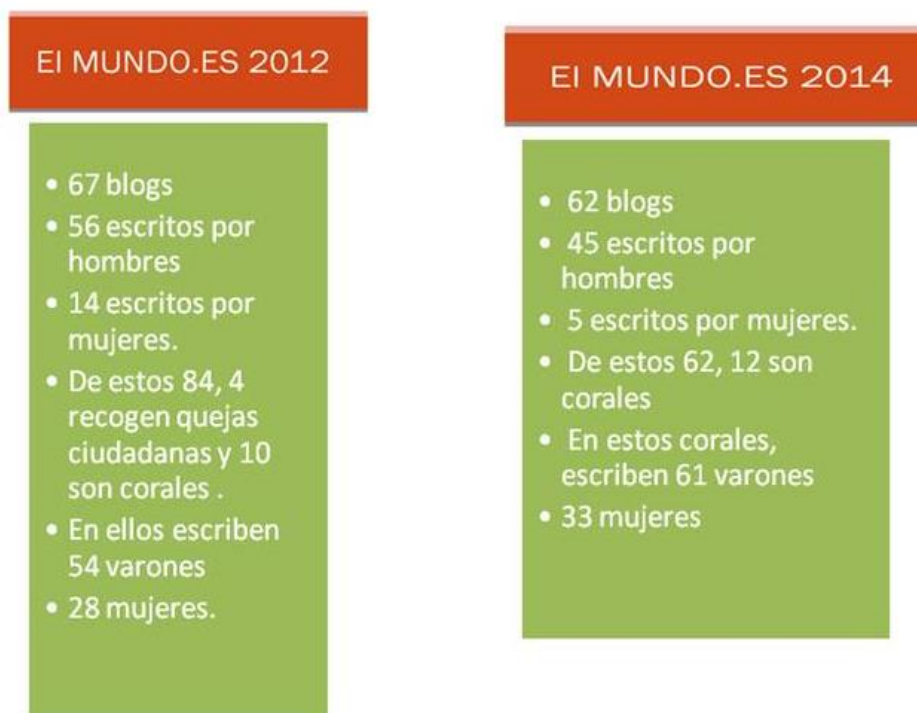 El MUNDO.ES 2012
• 67 blogs
• 56 escritos por
hombres
• 14 escritos por
mujeres.
• De estos 84, 4
recogen quejas
ciudadanas y 10
son corales .
• En ellos escriben
54 varones
• 28 mujeres.
El MUNDO.ES 2014
• 62 blogs
• 45 escritos por
hombres
• 5 escritos por mujeres.
• De estos 62, 12 son
corales
• En estos corales,
escriben 61 varones
• 33 mujeres